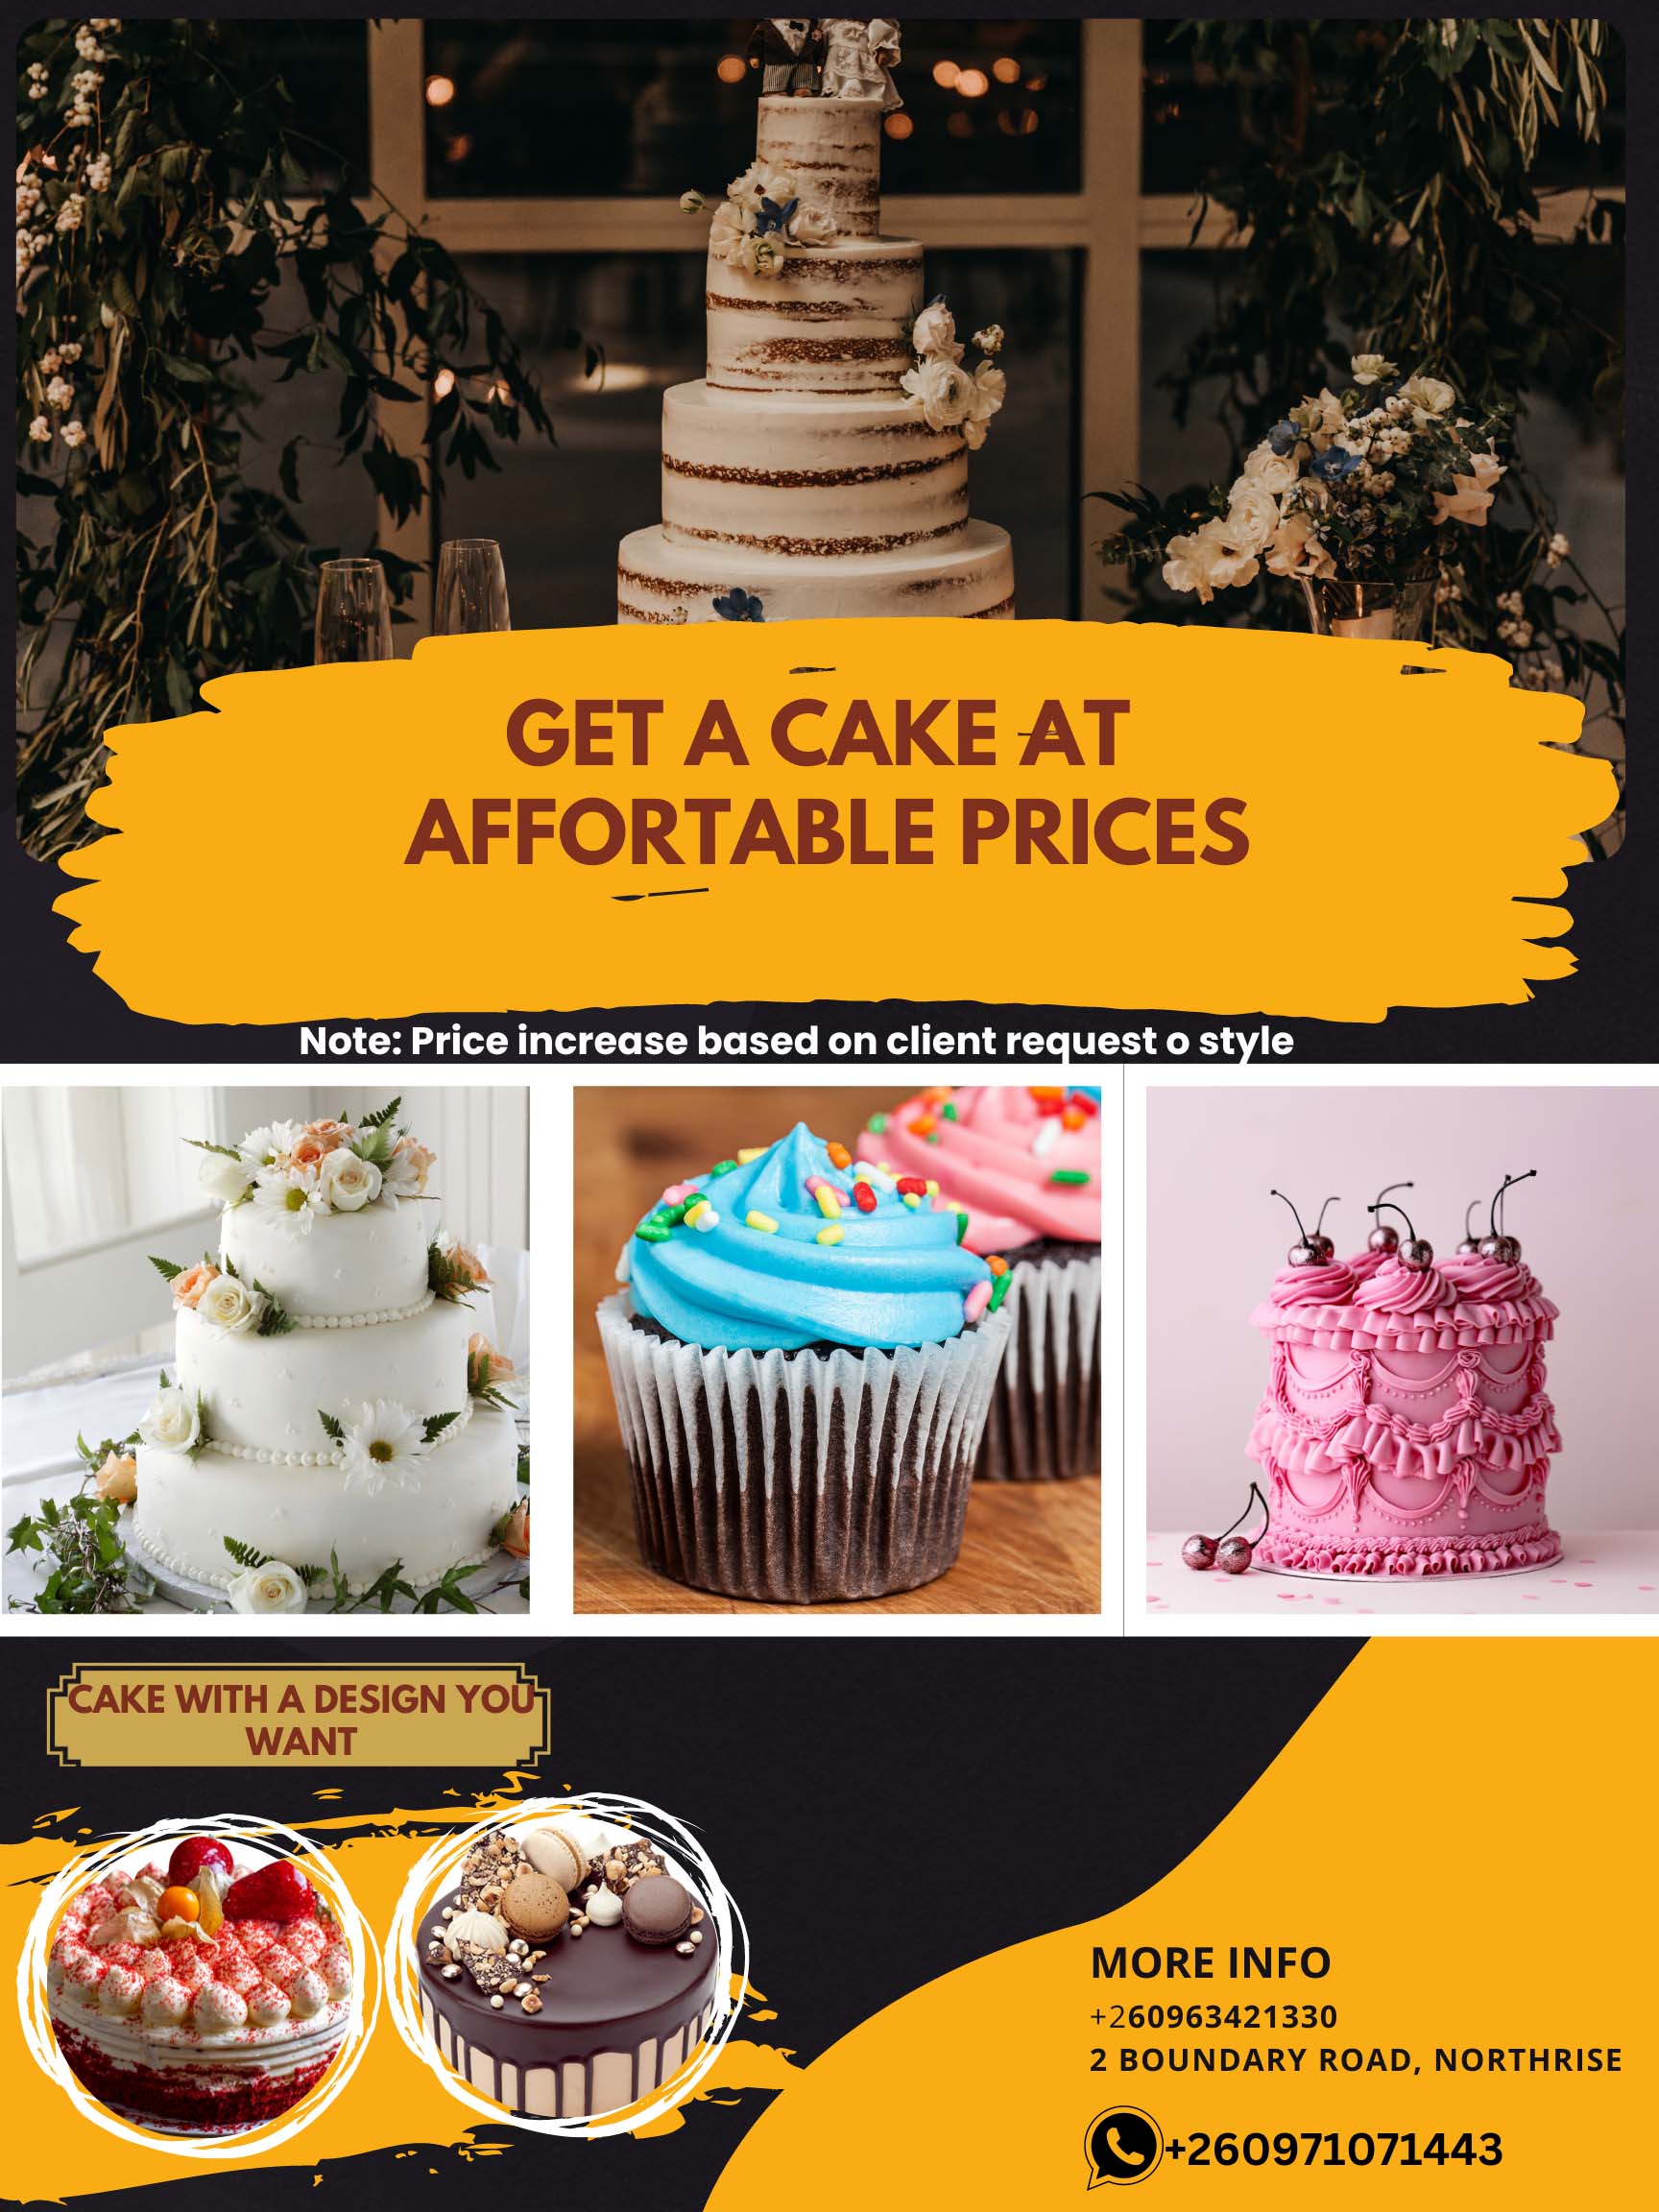 GET A CAKE AT
AFFORTABLE PRICES
Note: Price increase based on client request o style
CAKE WITH A DESIGN YOU
WANT
MORE INFO
+260963421330
2 BOUNDARY ROAD, NORTHRISE
+260971071443